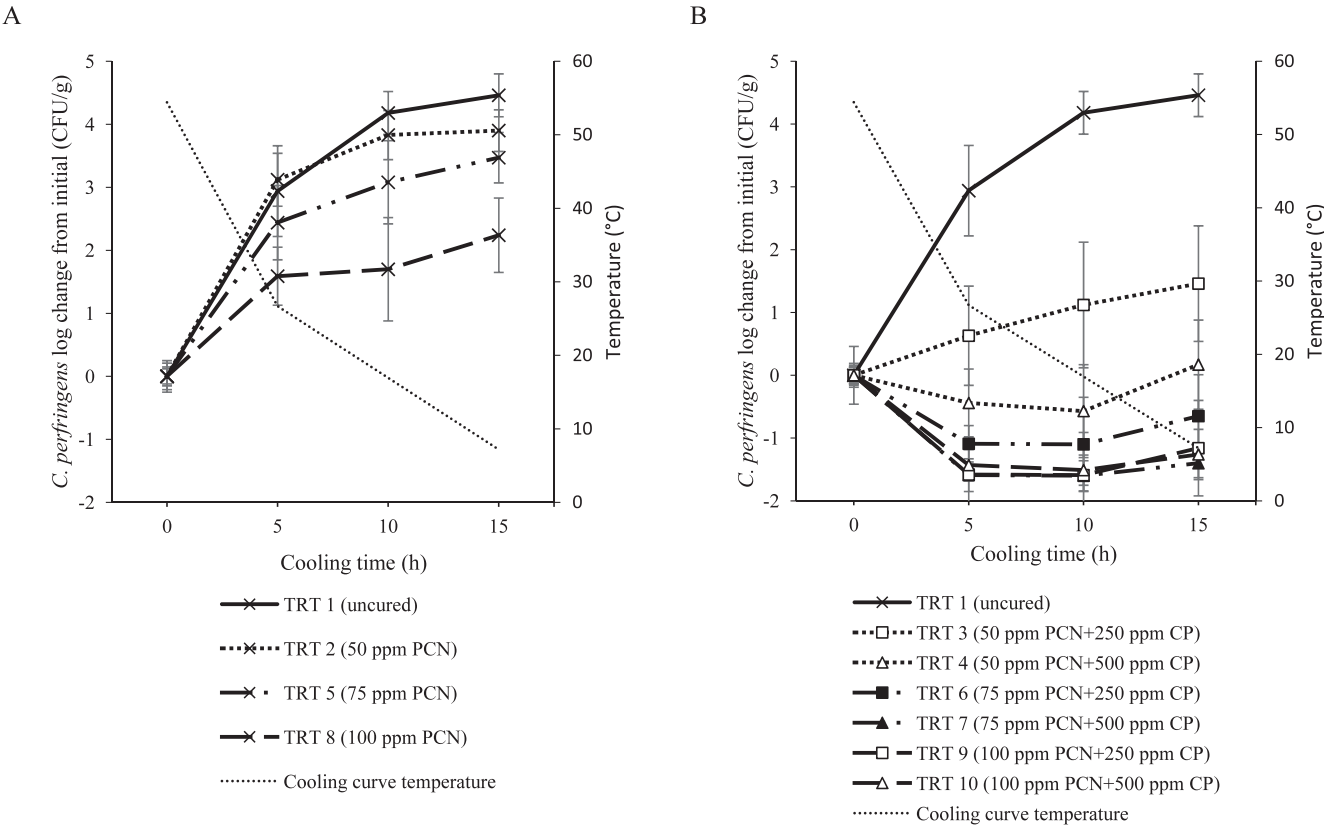 A
B
C. perfringens log change from initial (CFU/g)
5
4
3
2
1
0
-1
-2
60
50
40
30
20
10
0
Temperature (°C)
0 5 10 15
Cooling time (h)
TRT 1 (uncured)
TRT 2 (50 ppm PCN)
TRT 5 (75 ppm PCN)
TRT 8 (100 ppm PCN)
Cooling curve temperature
C. perfringens log change from initial (CFU/g)
5
4
3
2
1
0
-1
-2
60
50
40
30
20
10
0
Temperature (°C)
0 5 10 15
Cooling time (h)
TRT 1 (uncured)
TRT 3 (50 ppm PCN+250 ppm CP)
TRT 4 (50 ppm PCN+500 ppm CP)
TRT 6 (75 ppm PCN+250 ppm CP)
TRT 7 (75 ppm PCN+500 ppm CP)
TRT 9 (100 ppm PCN+250 ppm CP)
TRT 10 (100 ppm PCN+500 ppm CP)
Cooling curve temperature